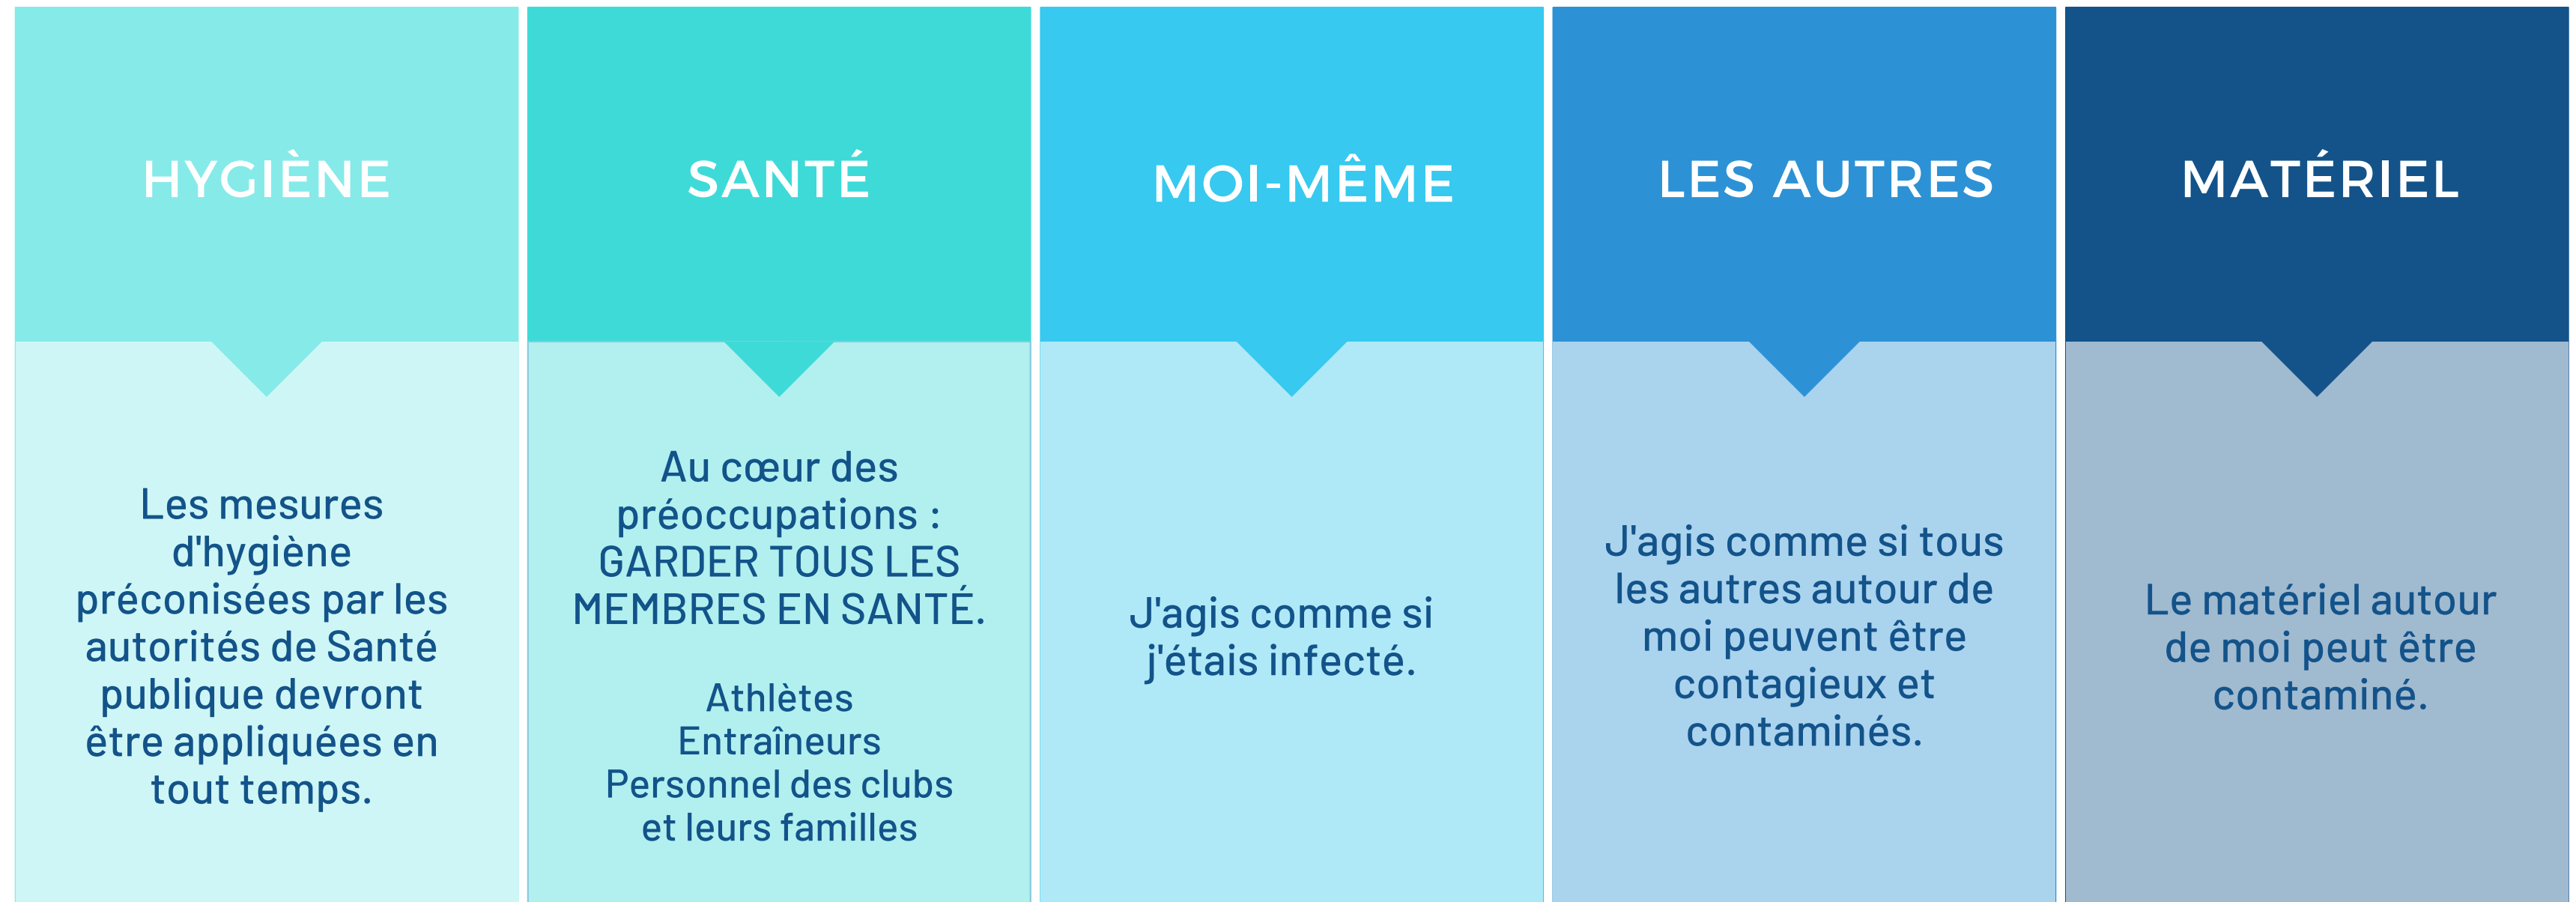 HYGIÈNE
Les mesures
d'hygiène
préconisées par les
autorités de Santé
publique devront
être appliquées en
tout temps.
SANTÉ
Au cœur des
préoccupations :
GARDER TOUS LES
MEMBRES EN SANTÉ.
Athlètes
Entraîneurs
Personnel des clubs
et leurs familles
MOI-MÊME
J'agis comme si
j'étais infecté.
LES AUTRES
J'agis comme si tous
les autres autour de
moi peuvent être
contagieux et
contaminés.
MATÉRIEL
Le matériel autour
de moi peut être
contaminé.